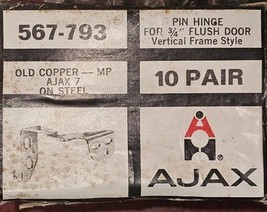 567-793
PIN HINGE
FOR ¾" FLUSH DOOR
Vertical Frame Style
OLD COPPER — MP
AJAX 7
ON STEEL
10 PAIR
®
AJAX